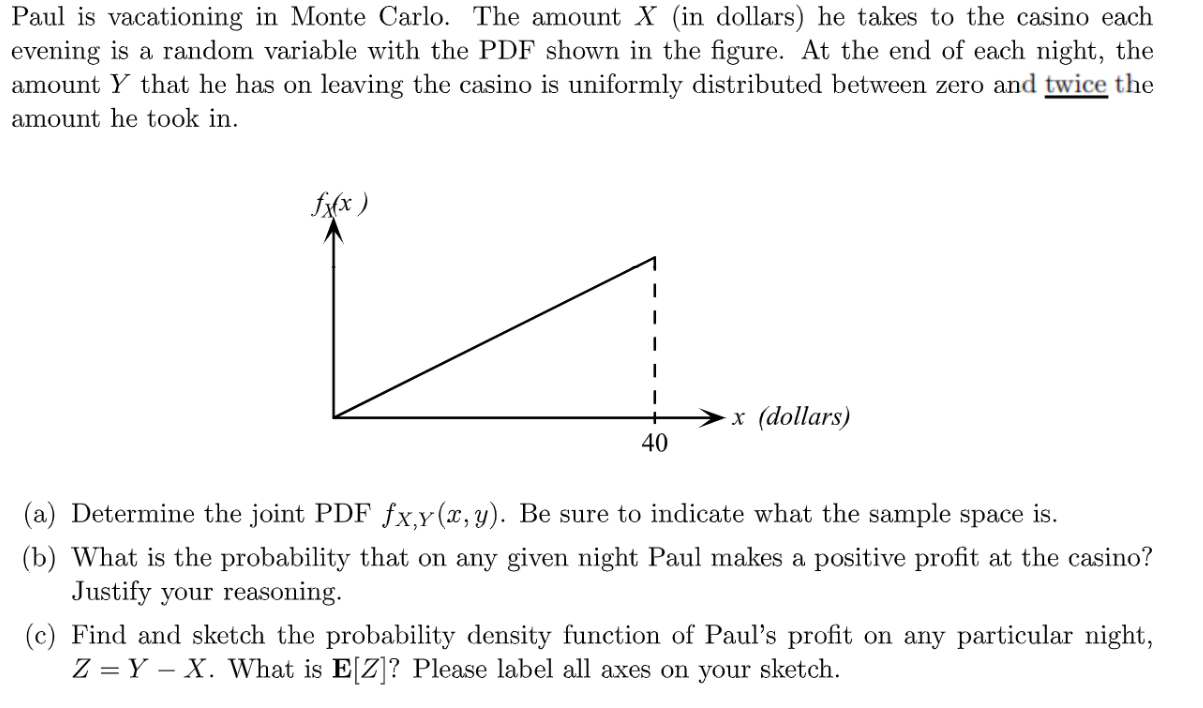 Paul is vacationing in Monte Carlo. The amount X (in dollars) he takes to the casino each
evening is a random variable with the PDF shown in the figure. At the end of each night, the
amount Y that he has on leaving the casino is uniformly distributed between zero and twice the
amount he took in.
fX(x )
x (dollars)
40
(a) Determine the joint PDF fX,Y(x, y). Be sure to indicate what the sample space is.
(b) What is the probability that on any given night Paul makes a positive profit at the casino?
Justify your reasoning.
(c) Find and sketch the probability density function of Paul's profit on any particular night,
Z = Y − X. What is E[Z]? Please label all axes on your sketch.